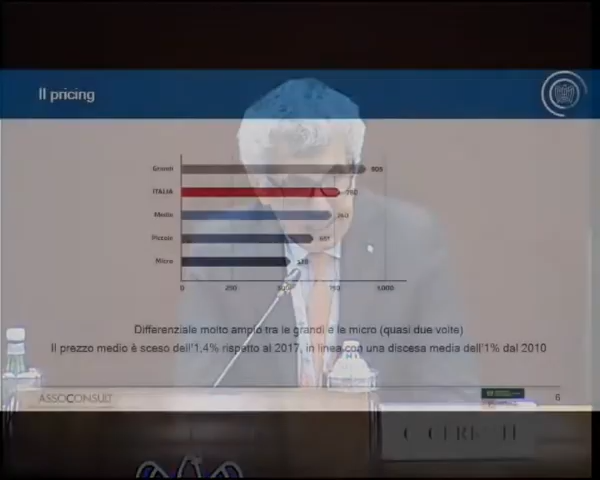 Il pricing
Grandi
ITALIA
Medie
Piccole
Micro
0
250
750
1.000
Differenziale molto ampio tra le grandi e le micro (quasi due volte)
Il prezzo medio è sceso dell'1,4% rispetto al 2017, in linea con una discesa media dell'1% dal 2010
ASSOCONSULT
6